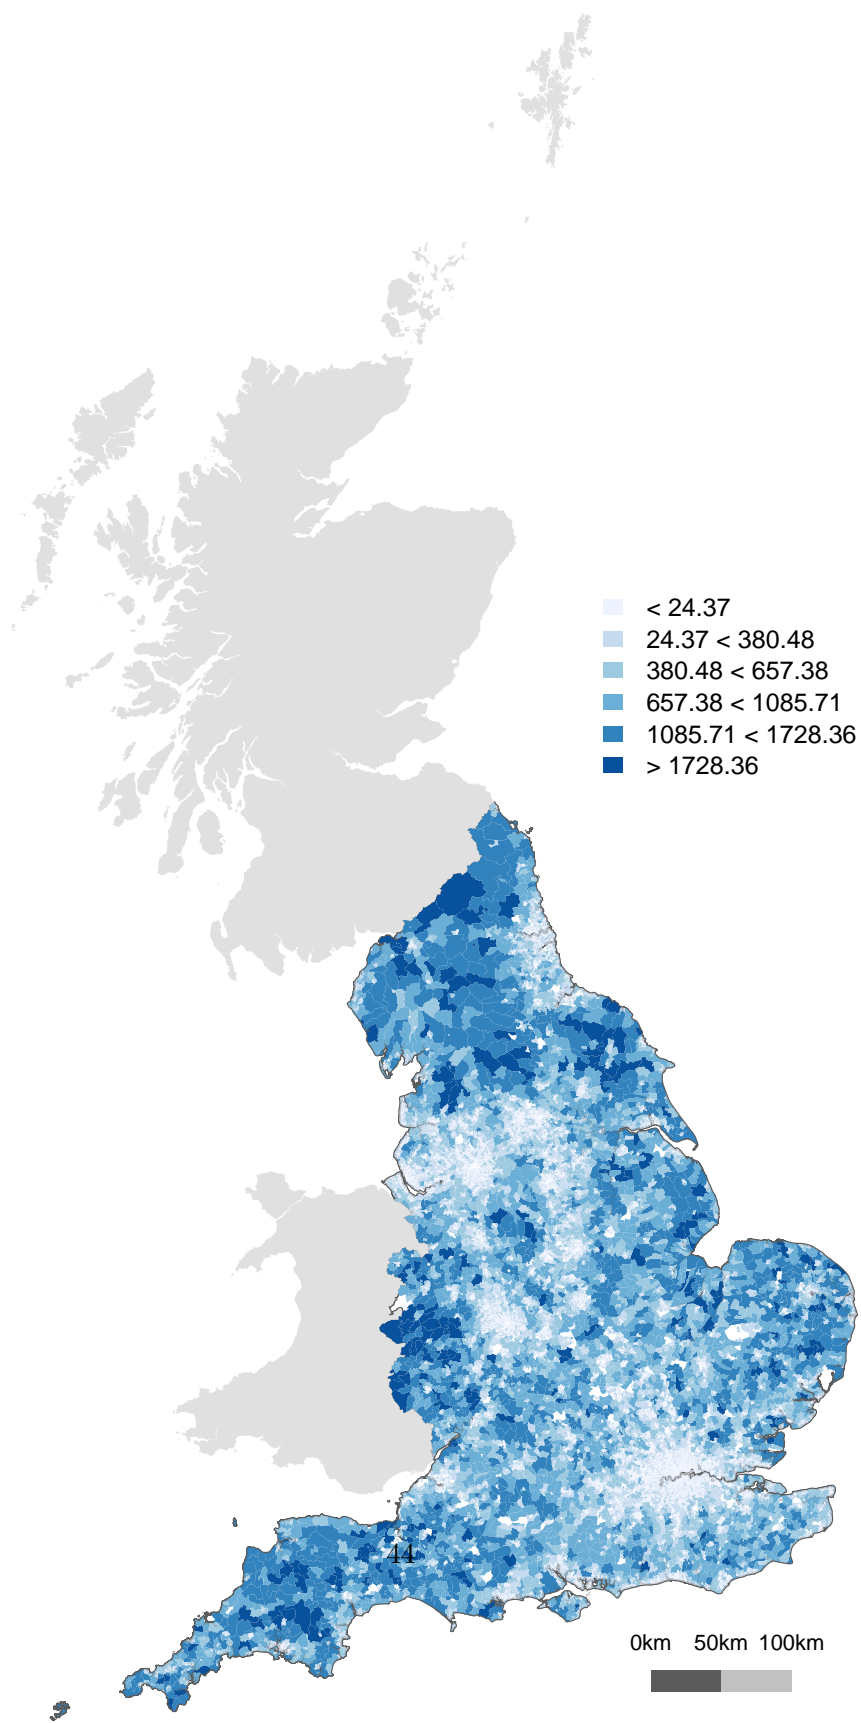 < 24.37
24.37 < 380.48
380.48 < 657.38
657.38 < 1085.71
1085.71 < 1728.36
> 1728.36
44
0km 50km 100km